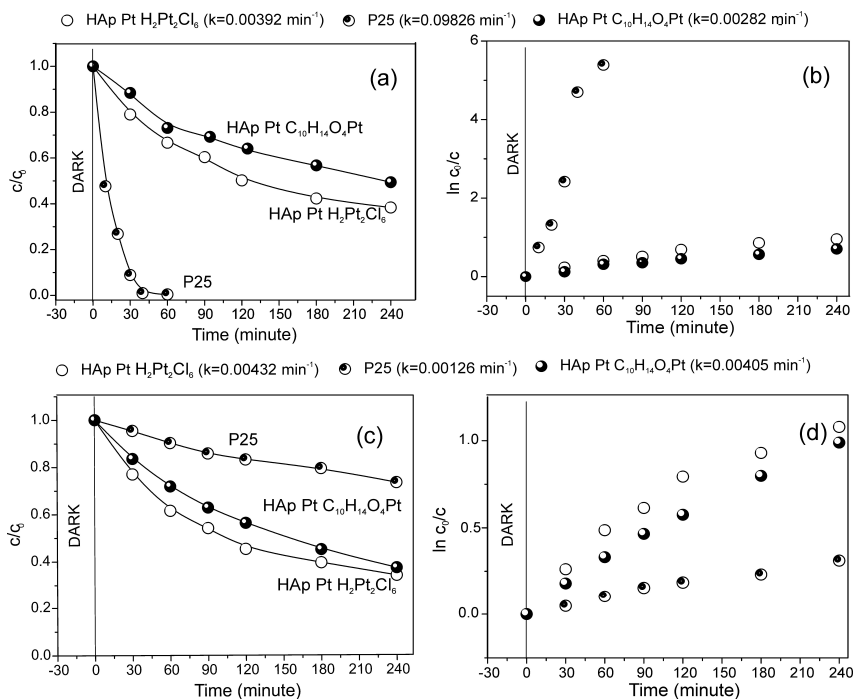 HAp Pt H₂Pt₂Cl₆ (k=0.00392 min⁻¹) P25 (k=0.09826 min⁻¹) HAp Pt C₁₀H₁₄O₄Pt (k=0.00282 min⁻¹)
(a)
c/c₀
1.0
0.8
0.6
0.4
0.2
0.0
DARK
HAp Pt C₁₀H₁₄O₄Pt
HAp Pt H₂Pt₂Cl₆
P25
-30 0 30 60 90 120 150 180 210 240
Time (minute)
(b)
ln c₀/c
6
4
2
0
DARK
-30 0 30 60 90 120 150 180 210 240
Time (minute)
HAp Pt H₂Pt₂Cl₆ (k=0.00432 min⁻¹) P25 (k=0.00126 min⁻¹) HAp Pt C₁₀H₁₄O₄Pt (k=0.00405 min⁻¹)
(c)
c/c₀
1.0
0.8
0.6
0.4
0.2
0.0
DARK
P25
HAp Pt C₁₀H₁₄O₄Pt
HAp Pt H₂Pt₂Cl₆
-30 0 30 60 90 120 150 180 210 240
Time (minute)
(d)
ln c₀/c
1.0
0.5
0.0
DARK
-30 0 30 60 90 120 150 180 210 240
Time (minute)